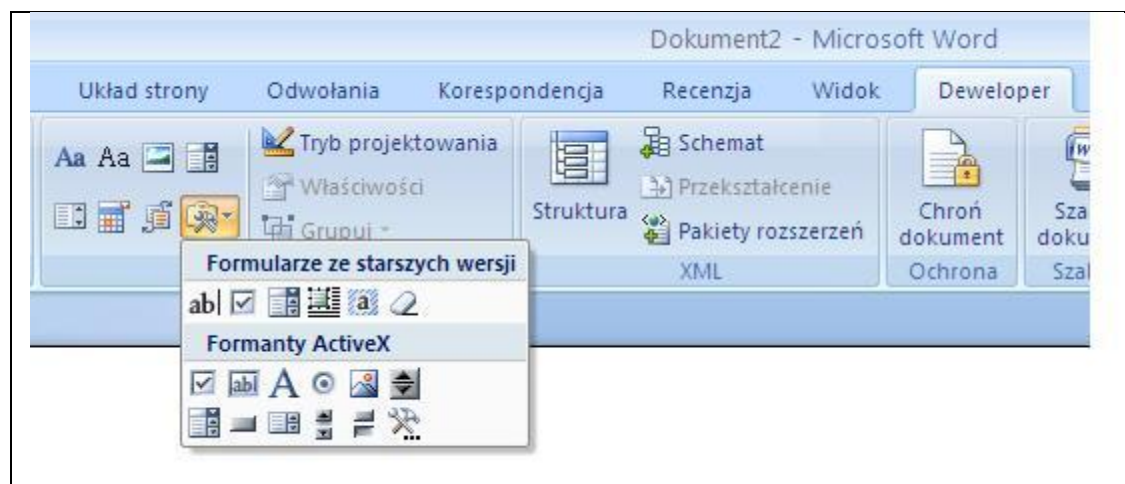 Dokument2 - Microsoft Word
Układ strony Odwołania Korespondencja Recenzja Widok Deweloper
Aa Aa Tryb projektowania Schemat
Właściwości Przekształcenie
Grupuj Struktura Pakiety rozszerzeń Chroń dokument
XML Ochrona
Formularze ze starszych wersji
ab|
a
Formanty ActiveX
abl A